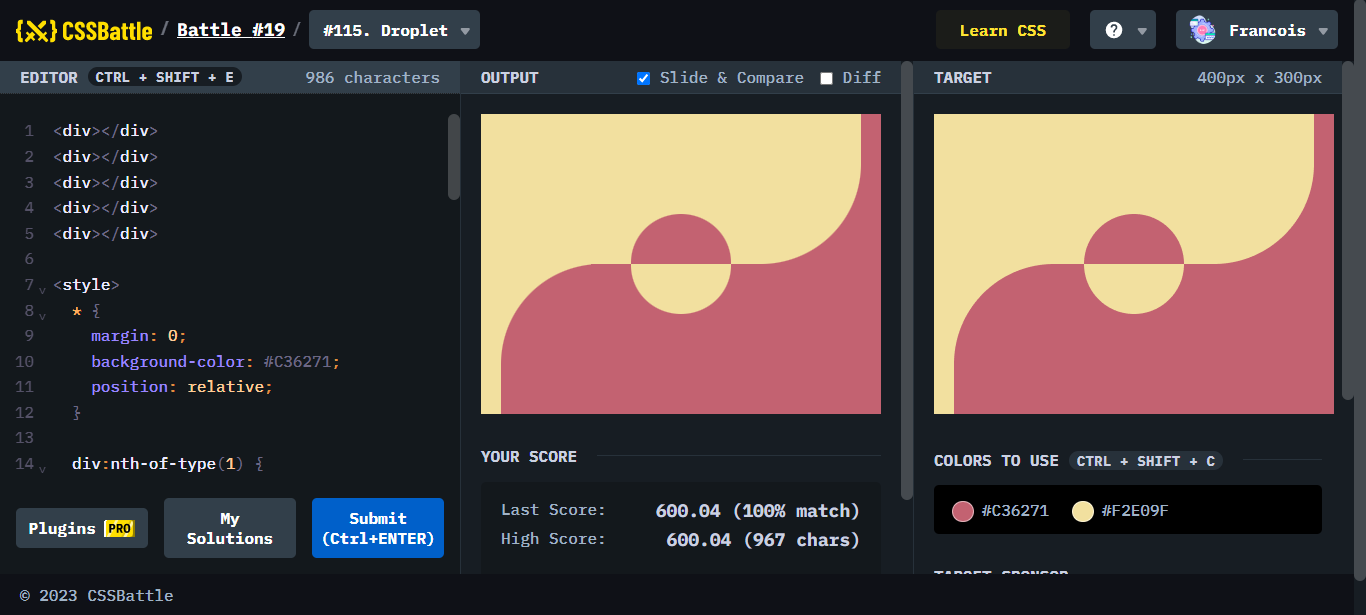 {X} CSSBattle / Battle #19 / #115. Droplet
Learn CSS
?
Francois
EDITOR CTRL + SHIFT + E 986 characters
1 <div></div>
2 <div></div>
3 <div></div>
4 <div></div>
5 <div></div>
6
7 <style>
8 * {
9 margin: 0;
10 background-color: #C36271;
11 position: relative;
12 }
13
14 div:nth-of-type(1) {
Plugins PRO
My Solutions
Submit (Ctrl+ENTER)
OUTPUT Slide & Compare Diff
YOUR SCORE
Last Score: 600.04 (100% match)
High Score: 600.04 (967 chars)
TARGET 400px x 300px
COLORS TO USE CTRL + SHIFT + C
#C36271 #F2E09F
TARGET SPONSOR
© 2023 CSSBattle